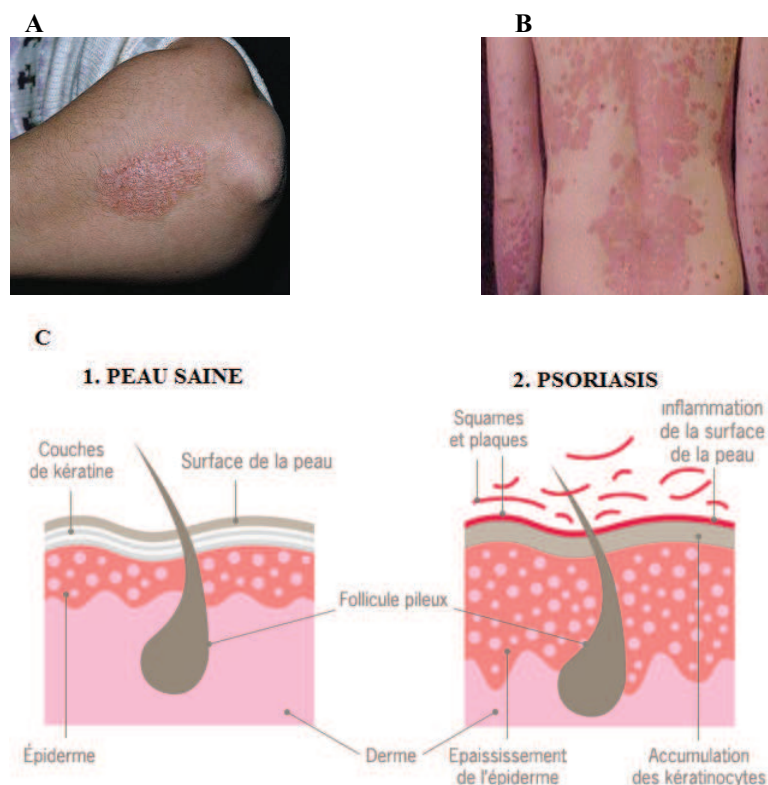 A
B
C
1. PEAU SAINE
2. PSORIASIS
Couches
de kératine
Surface de la peau
Squames
et plaques
inflammation
de la surface
de la peau
Follicule pileux
Épiderme
Derme
Epaississement
de l'épiderme
Accumulation
des kératinocytes